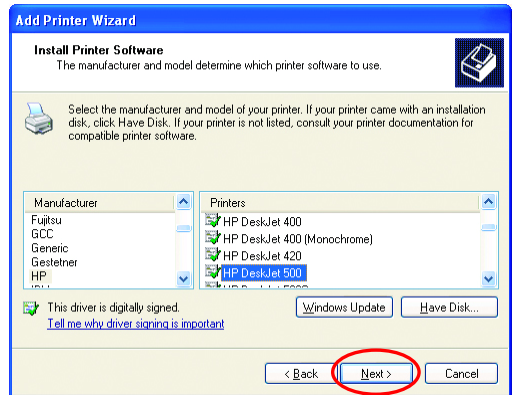 Add Printer Wizard
Install Printer Software
The manufacturer and model determine which printer software to use.
Select the manufacturer and model of your printer. If your printer came with an installation
disk, click Have Disk. If your printer is not listed, consult your printer documentation for
compatible printer software.
Manufacturer
Fujitsu
GCC
Generic
Gestetner
HP
Printers
HP DeskJet 400
HP DeskJet 400 (Monochrome)
HP DeskJet 420
HP DeskJet 500
This driver is digitally signed.
Tell me why driver signing is important
Windows Update
Have Disk...
< Back
Next >
Cancel